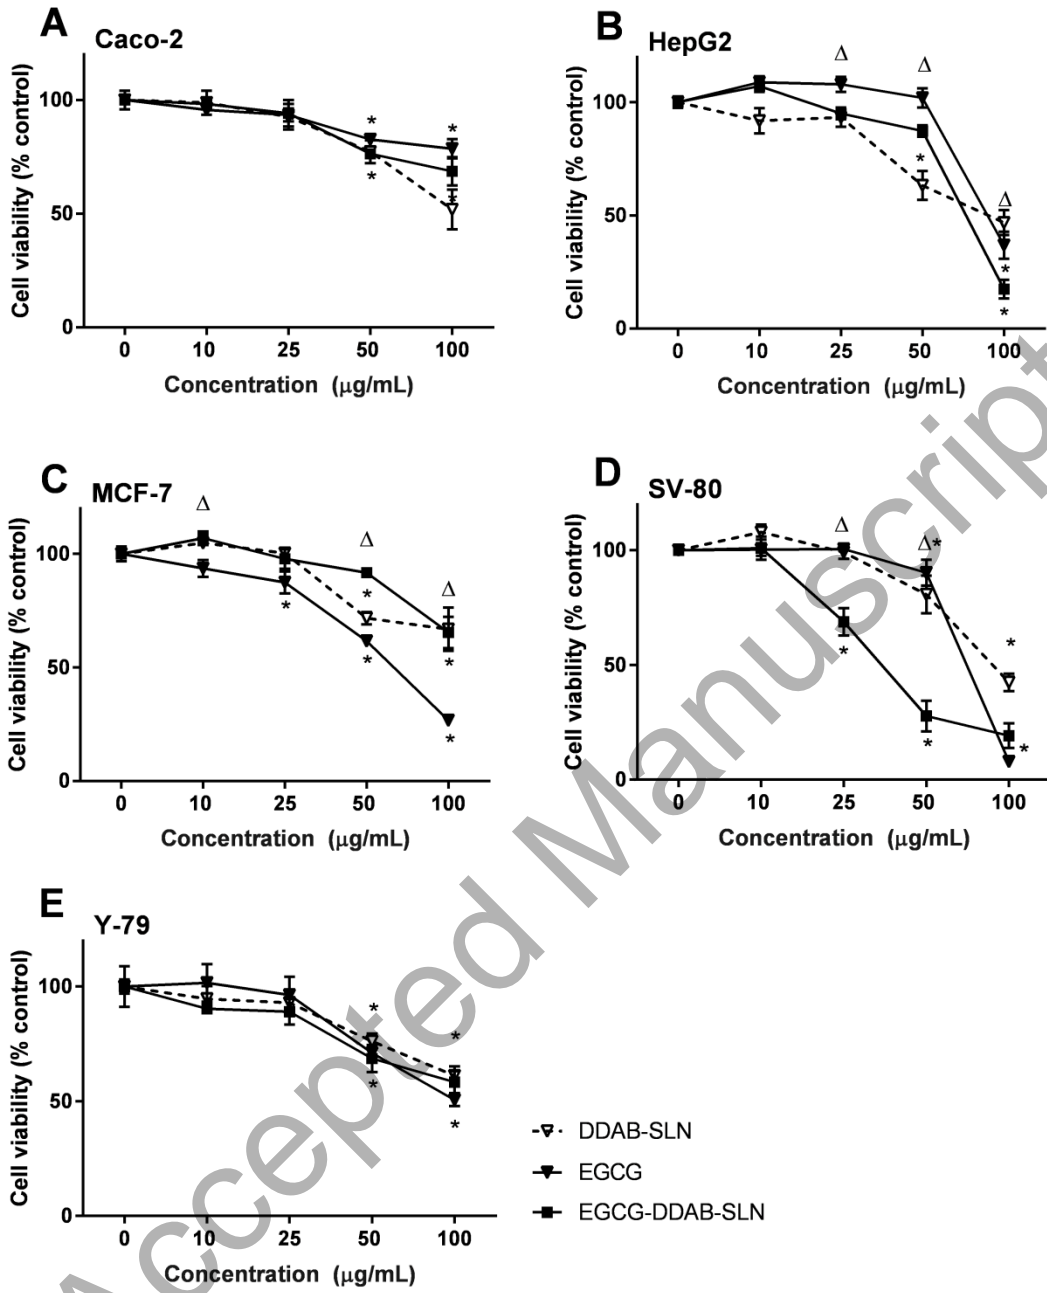 A
Caco-2
Cell viability (% control)
100
50
0
0 10 25 50 100
Concentration (μg/mL)
* * * *
B
HepG2
Cell viability (% control)
100
50
0
0 10 25 50 100
Concentration (μg/mL)
Δ Δ Δ
* * *
C
MCF-7
Cell viability (% control)
100
50
0
0 10 25 50 100
Concentration (μg/mL)
Δ Δ Δ
* * * * *
D
SV-80
Cell viability (% control)
100
50
0
0 10 25 50 100
Concentration (μg/mL)
Δ Δ
* * * * *
E
Y-79
Cell viability (% control)
100
50
0
0 10 25 50 100
Concentration (μg/mL)
* * * *
DDAB-SLN
EGCG
EGCG-DDAB-SLN
Accepted Manuscript